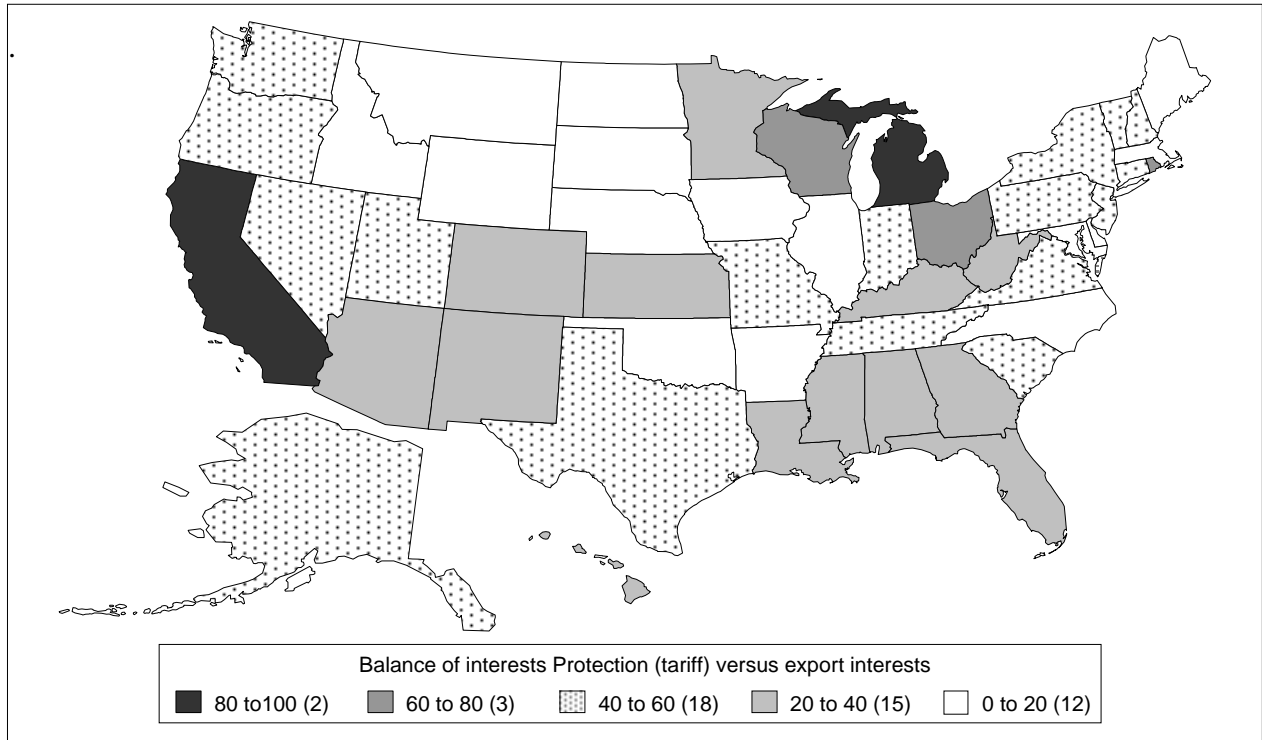 Balance of interests Protection (tariff) versus export interests
80 to100 (2) 60 to 80 (3) 40 to 60 (18) 20 to 40 (15) 0 to 20 (12)